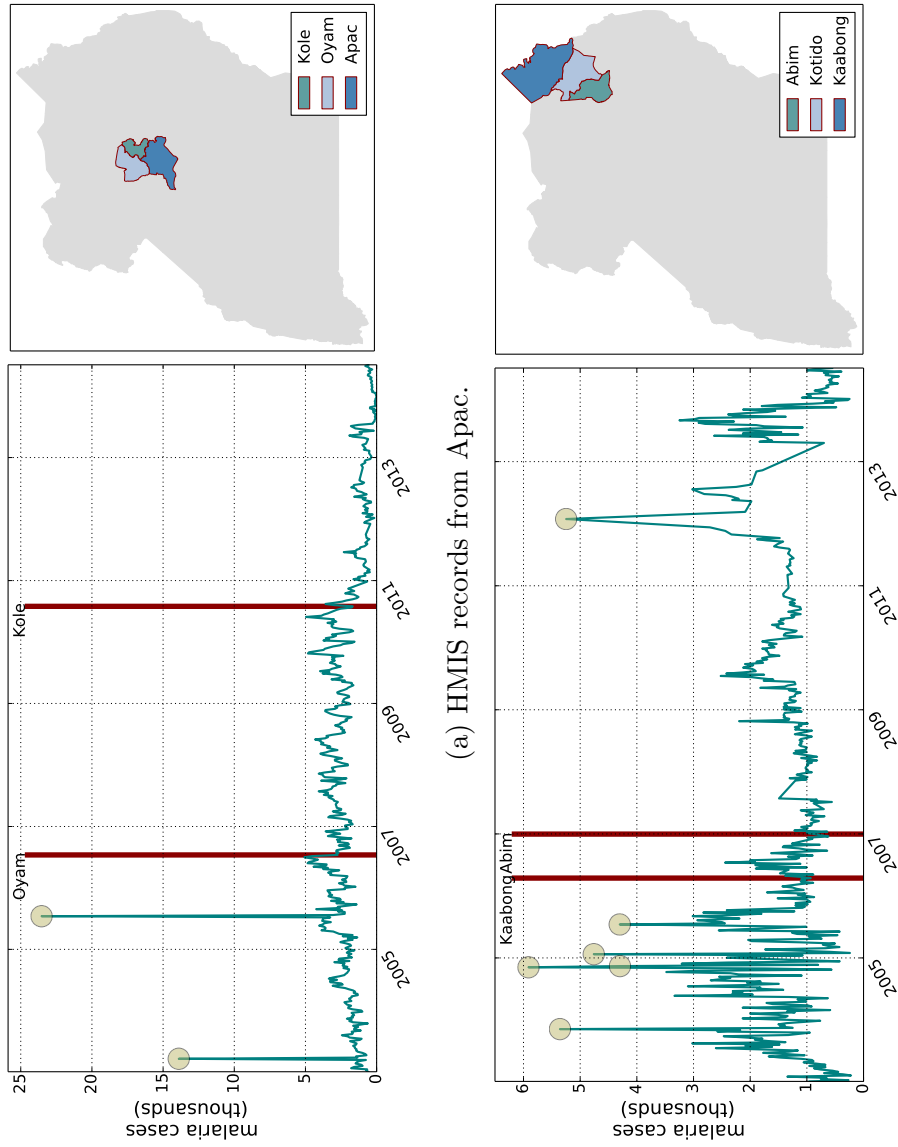 malaria cases
(thousands)
25
20
15
10
5
0
2005
2007
2009
2011
2013
Oyam
Kole
Kole
Oyam
Apac
(a) HMIS records from Apac.
malaria cases
(thousands)
6
5
4
3
2
1
0
2005
2007
2009
2011
2013
Kaabong
Abim
Abim
Kotido
Kaabong